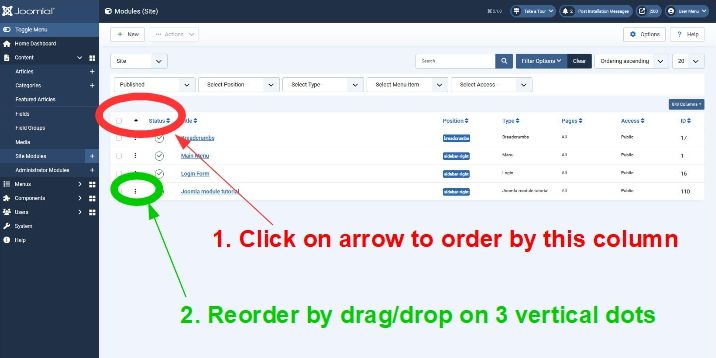 Joomla!
Modules (Site)
Take a Tour
2 Post Installation Messages
User Menu
Toggle Menu
Home Dashboard
Content
Articles
Categories
Featured Articles
Fields
Field Groups
Media
Site Modules
Administrator Modules
Menus
Components
Users
System
Help
+ New
Actions
Options
? Help
Site
Search
Filter Options
Clear
Ordering ascending
20
Published
- Select Position -
- Select Type -
- Select Menu Item -
- Select Access -
Columns
Status Title Position Type Pages Access ID
Breadcrumbs breadcrumbs Breadcrumbs All Public 17
Main Menu sidebar-right Menu All Public 1
Login Form sidebar-right Login All Public 16
Joomla module tutorial sidebar-right Joomla module tutorial All Public 110
1. Click on arrow to order by this column
2. Reorder by drag/drop on 3 vertical dots